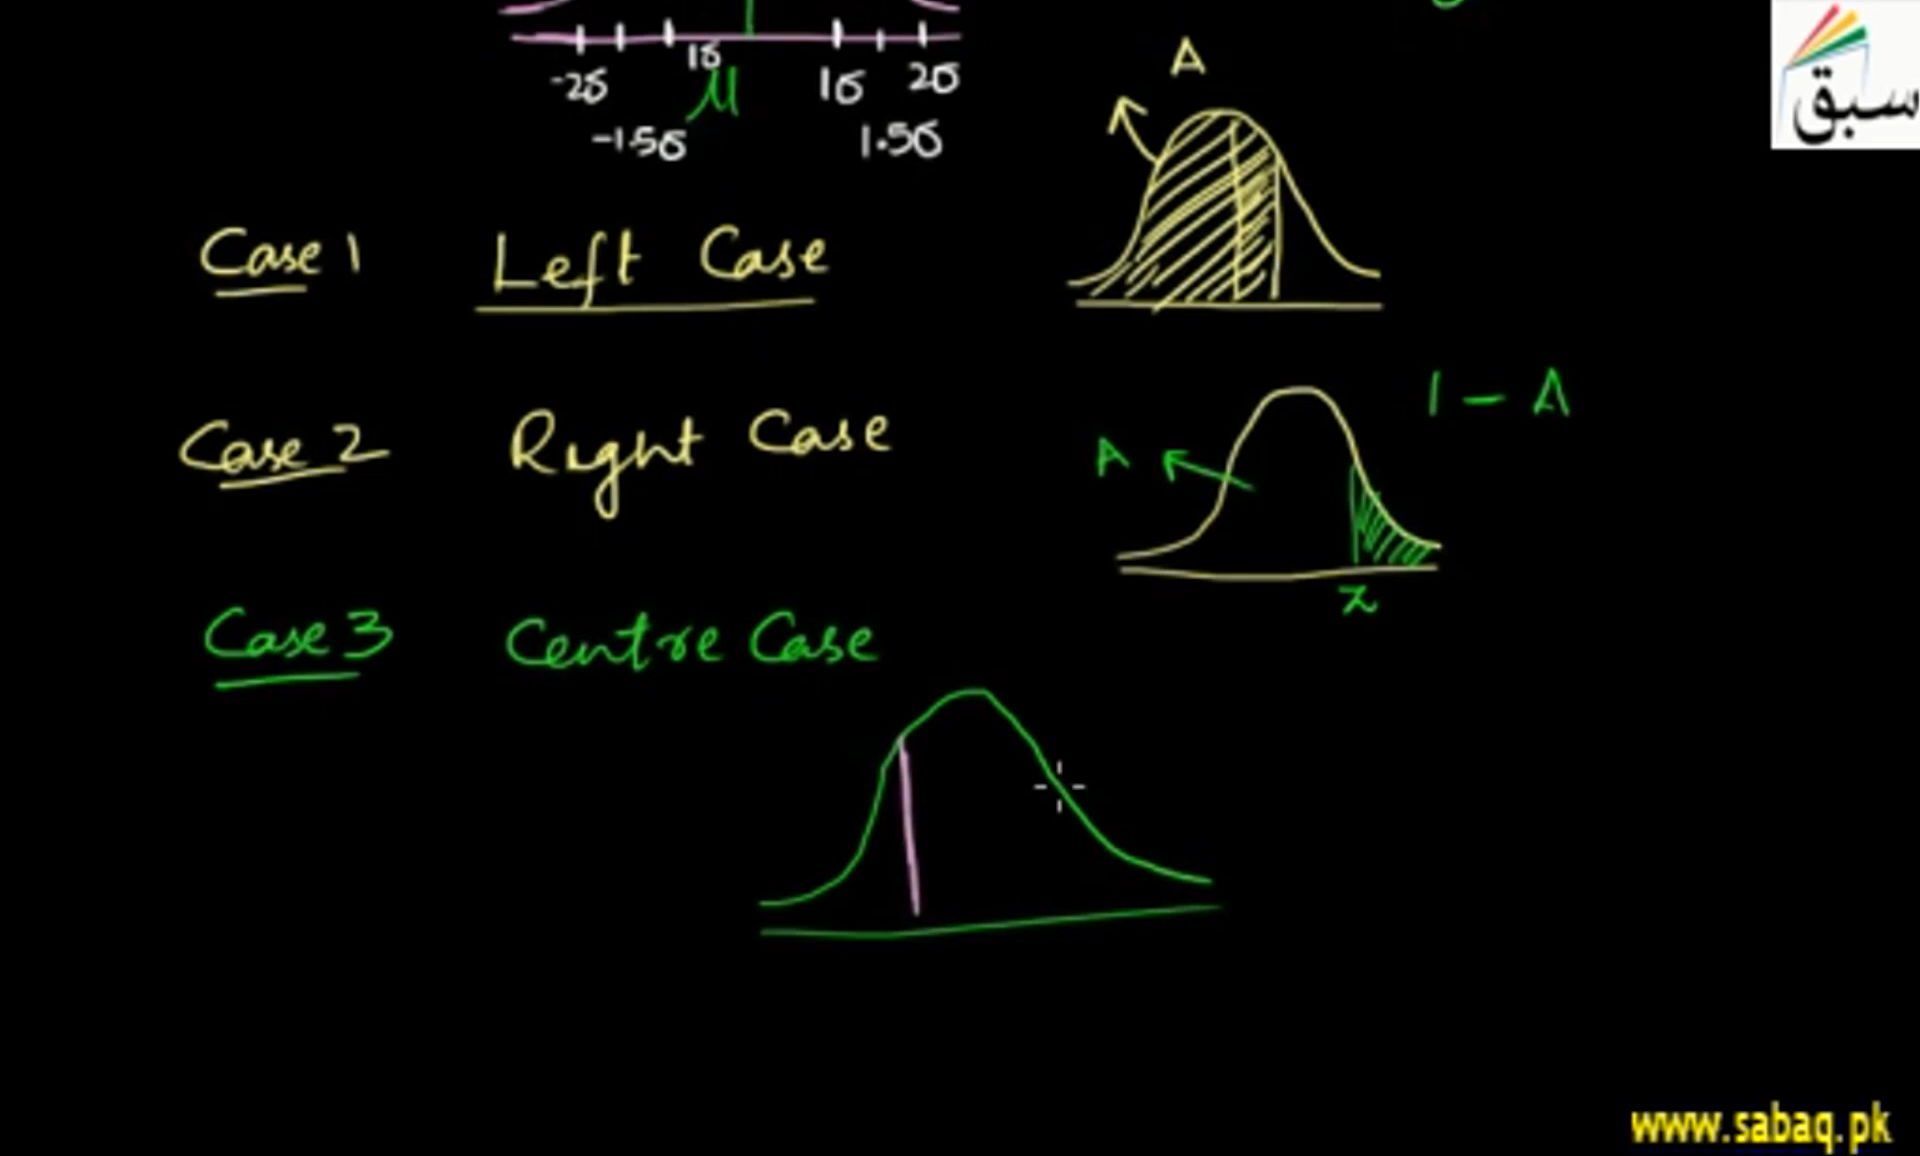 -2σ 1σ μ 1σ 2σ
-1.5σ 1.5σ
A
سبق
Case 1 Left Case
Case 2 Right Case
A 1 - A
z
Case 3 Centre Case
www.sabaq.pk